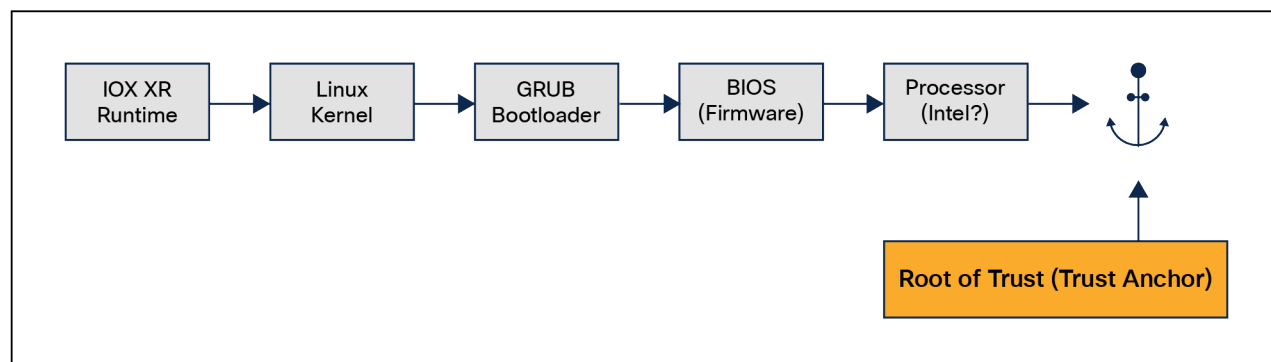 IOX XR
Runtime
Linux
Kernel
GRUB
Bootloader
BIOS
(Firmware)
Processor
(Intel?)
Root of Trust (Trust Anchor)